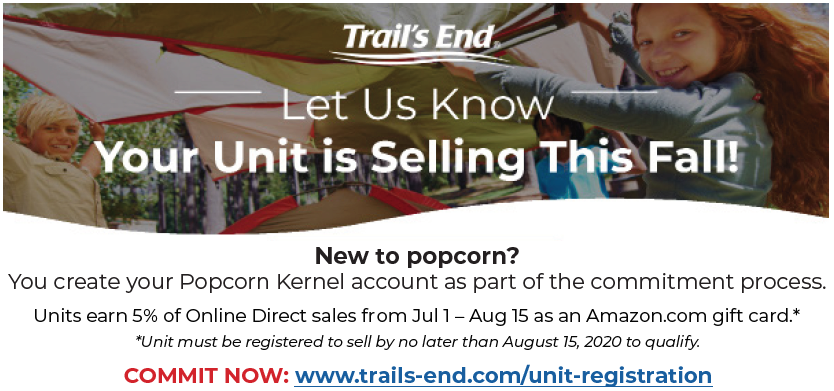 Trail's End®
Let Us Know
Your Unit is Selling This Fall!
New to popcorn?
You create your Popcorn Kernel account as part of the commitment process.
Units earn 5% of Online Direct sales from Jul 1 – Aug 15 as an Amazon.com gift card.*
*Unit must be registered to sell by no later than August 15, 2020 to qualify.
COMMIT NOW: www.trails-end.com/unit-registration